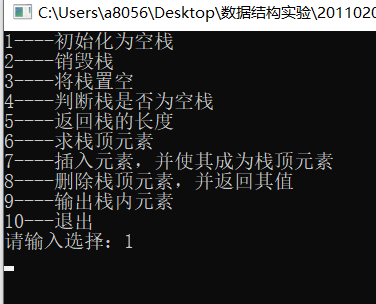 C:\Users\a8056\Desktop\数据结构实验\2011020
1----初始化为空栈
2----销毁栈
3----将栈置空
4----判断栈是否为空栈
5----返回栈的长度
6----求栈顶元素
7----插入元素，并使其成为栈顶元素
8----删除栈顶元素，并返回其值
9----输出栈内元素
10---退出
请输入选择：1